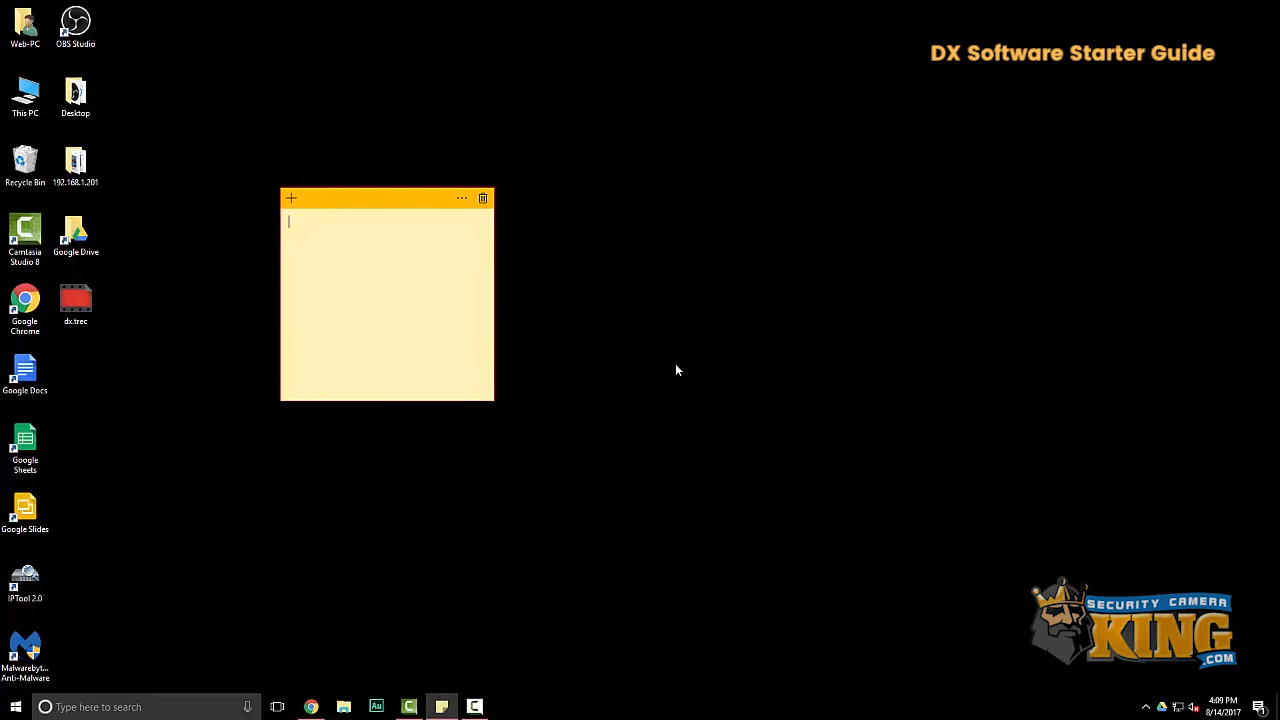 DX Software Starter Guide
Web-PC
OBS Studio
This PC
Desktop
Recycle Bin
192.168.1.201
Camtasia
Studio 8
Google Drive
Google
Chrome
dx.trec
Google Docs
Google
Sheets
Google Slides
IPTool 2.0
Malwarebyt...
Anti-Malware
SECURITY CAMERA
KING
.COM
Type here to search
Au
4:09 PM
8/14/2017
1